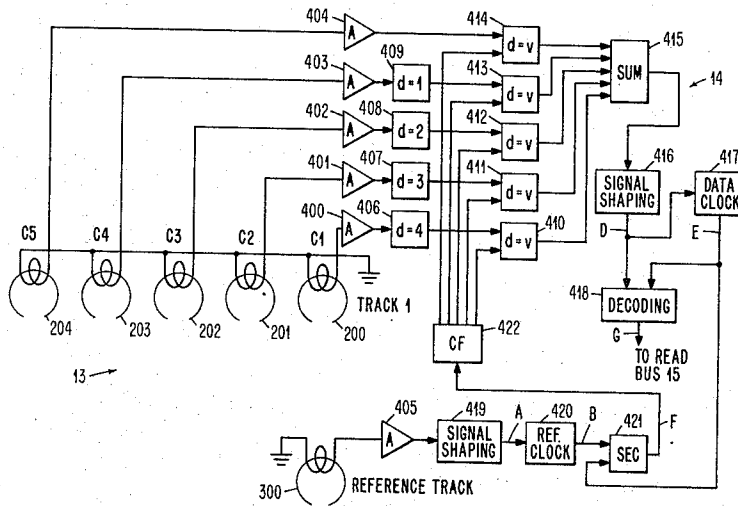 404
A
414
d=v
415
SUM
14
403
A
409
d=1
413
d=v
402
A
408
d=2
412
d=v
401
A
407
d=3
411
d=v
416
SIGNAL
SHAPING
417
DATA
CLOCK
400
A
406
d=4
410
d=v
D
E
C5
C4
C3
C2
C1
204
203
202
201
200
TRACK 1
418
DECODING
G
TO READ
BUS 15
CF
422
13
405
A
419
SIGNAL
SHAPING
A
420
REF.
CLOCK
B
421
SEC
F
300
REFERENCE TRACK